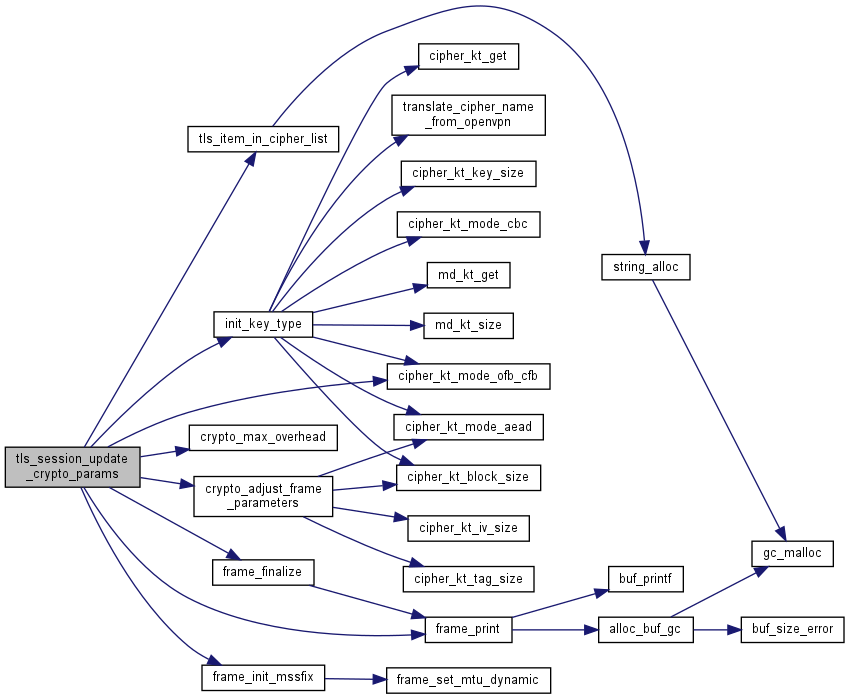 cipher_kt_get
translate_cipher_name
_from_openvpn
tls_item_in_cipher_list
cipher_kt_key_size
cipher_kt_mode_cbc
string_alloc
md_kt_get
init_key_type
md_kt_size
cipher_kt_mode_ofb_cfb
cipher_kt_mode_aead
crypto_max_overhead
tls_session_update
_crypto_params
cipher_kt_block_size
crypto_adjust_frame
_parameters
cipher_kt_iv_size
gc_malloc
frame_finalize
cipher_kt_tag_size
buf_printf
frame_print
alloc_buf_gc
buf_size_error
frame_init_mssfix
frame_set_mtu_dynamic